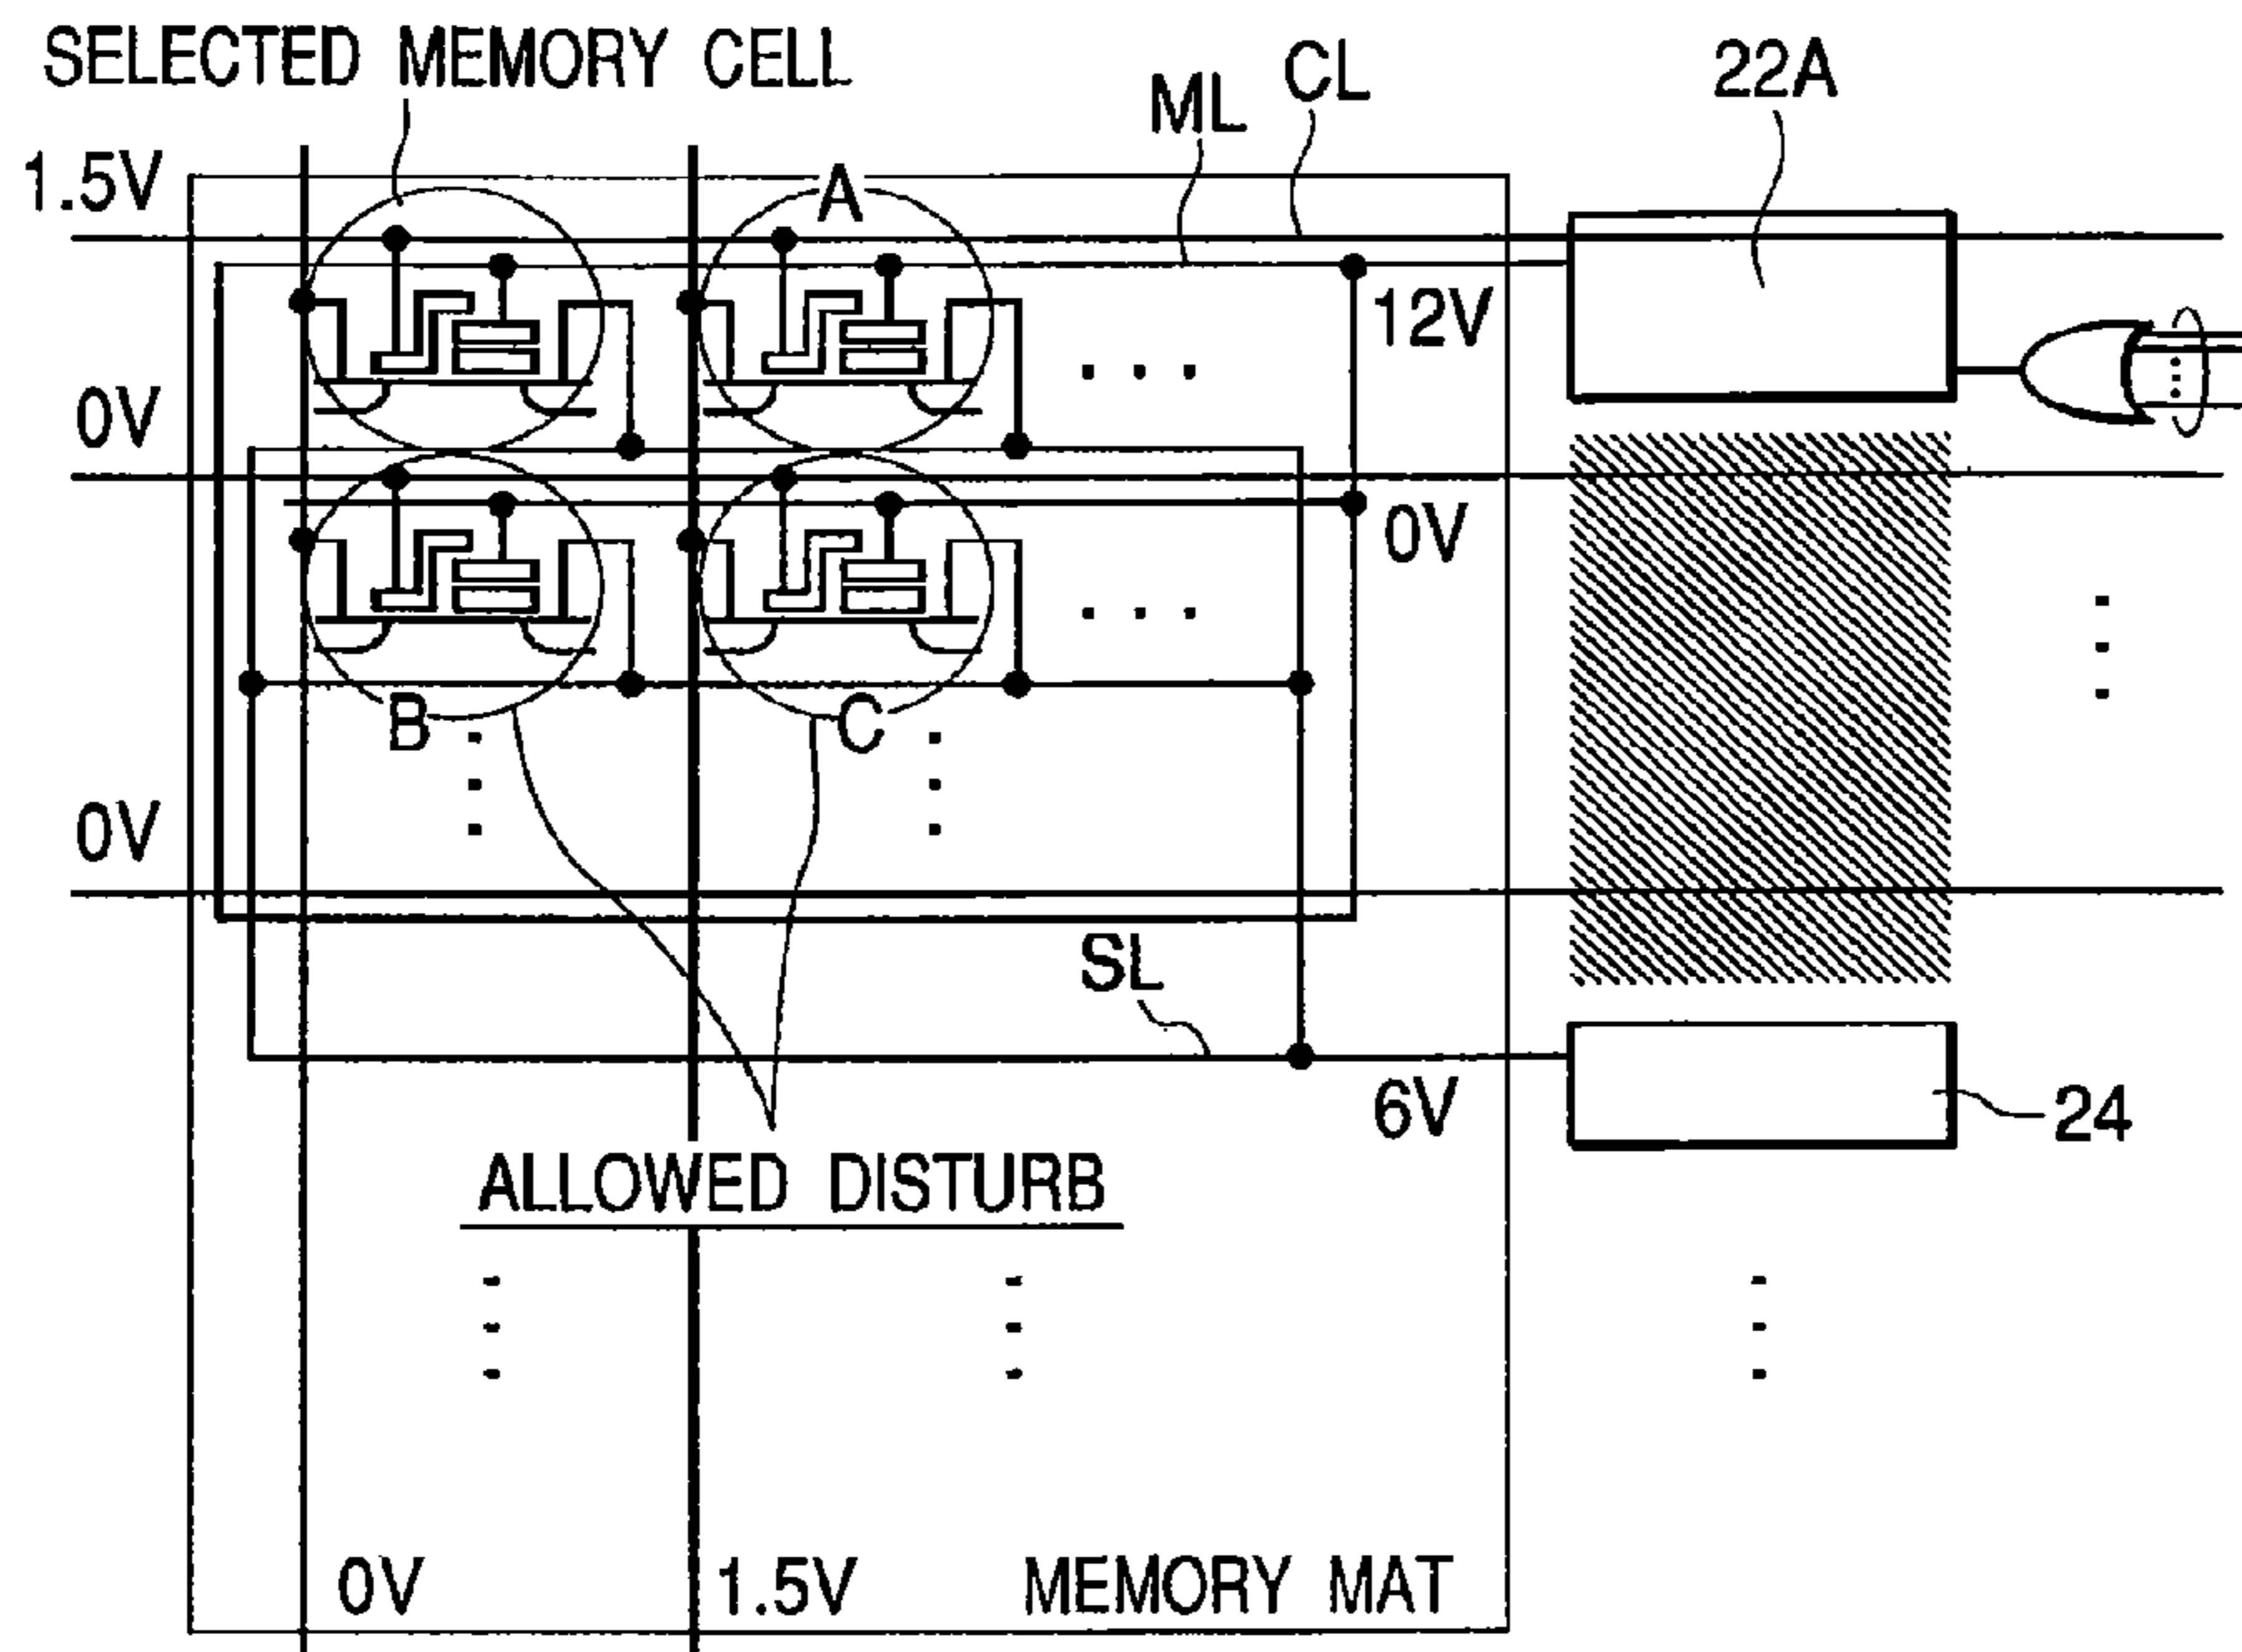 SELECTED MEMORY CELL
ML
CL
22A
1.5V
A
12V
0V
0V
B
C
0V
SL
6V
24
ALLOWED DISTURB
0V
1.5V
MEMORY MAT